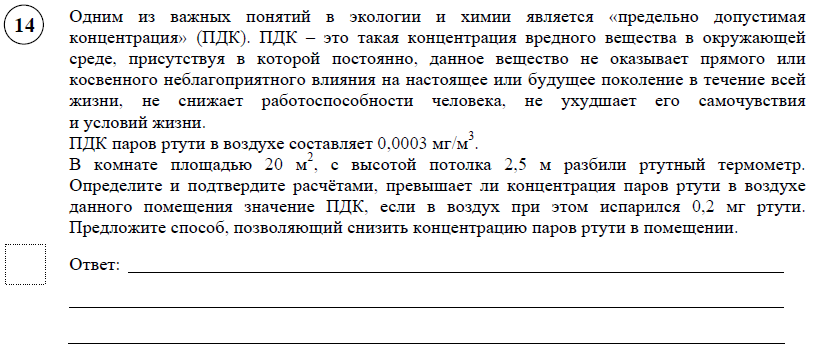 14
Одним из важных понятий в экологии и химии является «предельно допустимая
концентрация» (ПДК). ПДК – это такая концентрация вредного вещества в окружающей
среде, присутствуя в которой постоянно, данное вещество не оказывает прямого или
косвенного неблагоприятного влияния на настоящее или будущее поколение в течение всей
жизни, не снижает работоспособности человека, не ухудшает его самочувствия
и условий жизни.
ПДК паров ртути в воздухе составляет 0,0003 мг/м³.
В комнате площадью 20 м², с высотой потолка 2,5 м разбили ртутный термометр.
Определите и подтвердите расчётами, превышает ли концентрация паров ртути в воздухе
данного помещения значение ПДК, если в воздух при этом испарился 0,2 мг ртути.
Предложите способ, позволяющий снизить концентрацию паров ртути в помещении.
Ответ: